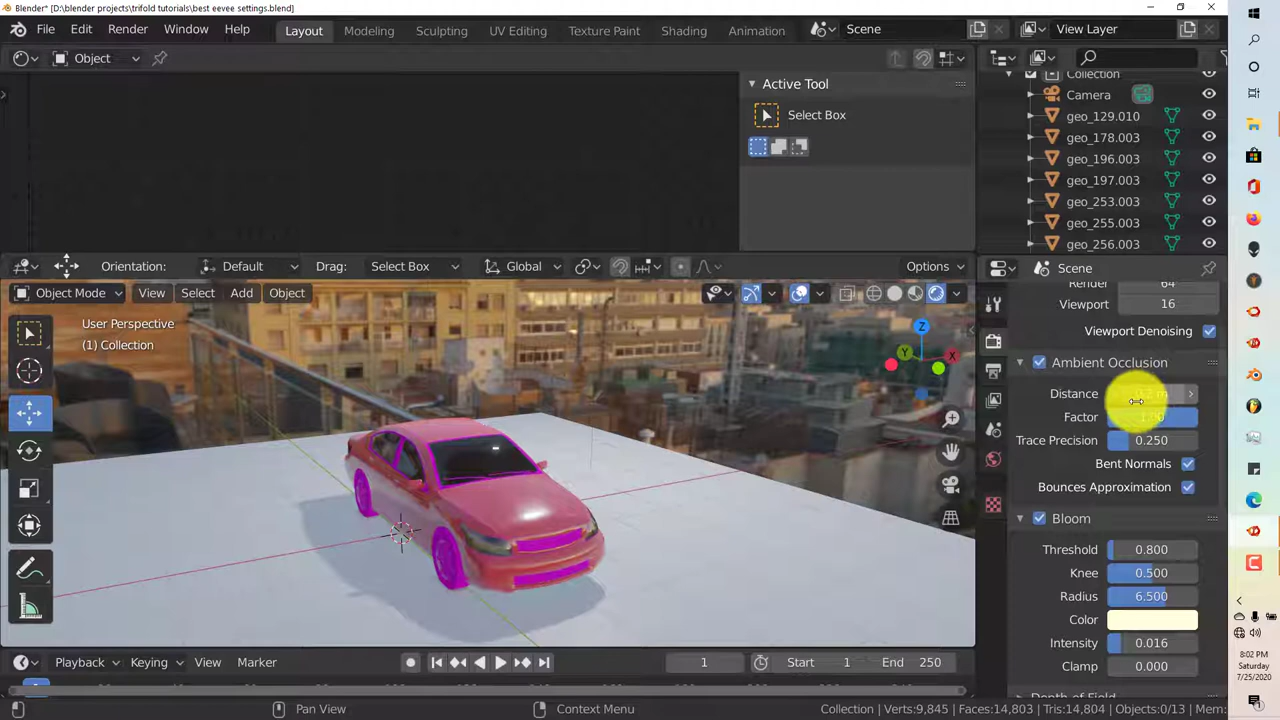 Blender* [D:\blender projects\trifold tutorials\best eevee settings.blend]
File Edit Render Window Help Layout Modeling Sculpting UV Editing Texture Paint Shading Animation Scene View Layer
Object
Active Tool
Select Box
Collection
Camera
geo_129.010
geo_178.003
geo_196.003
geo_197.003
geo_253.003
geo_255.003
geo_256.003
Orientation: Default Drag: Select Box Global Options
Object Mode View Select Add Object
User Perspective
(1) Collection
Z
Y
X
Scene
Render 64
Viewport 16
Viewport Denoising
Ambient Occlusion
Distance m
Factor 1.00
Trace Precision 0.250
Bent Normals
Bounces Approximation
Bloom
Threshold 0.800
Knee 0.500
Radius 6.500
Color
Intensity 0.016
Clamp 0.000
Depth of Field
Playback Keying View Marker 1 Start 1 End 250
Pan View Context Menu Collection | Verts:9,845 | Faces:14,803 | Tris:14,804 | Objects:0/13 | Mem:
8:02 PM
Saturday
7/25/2020